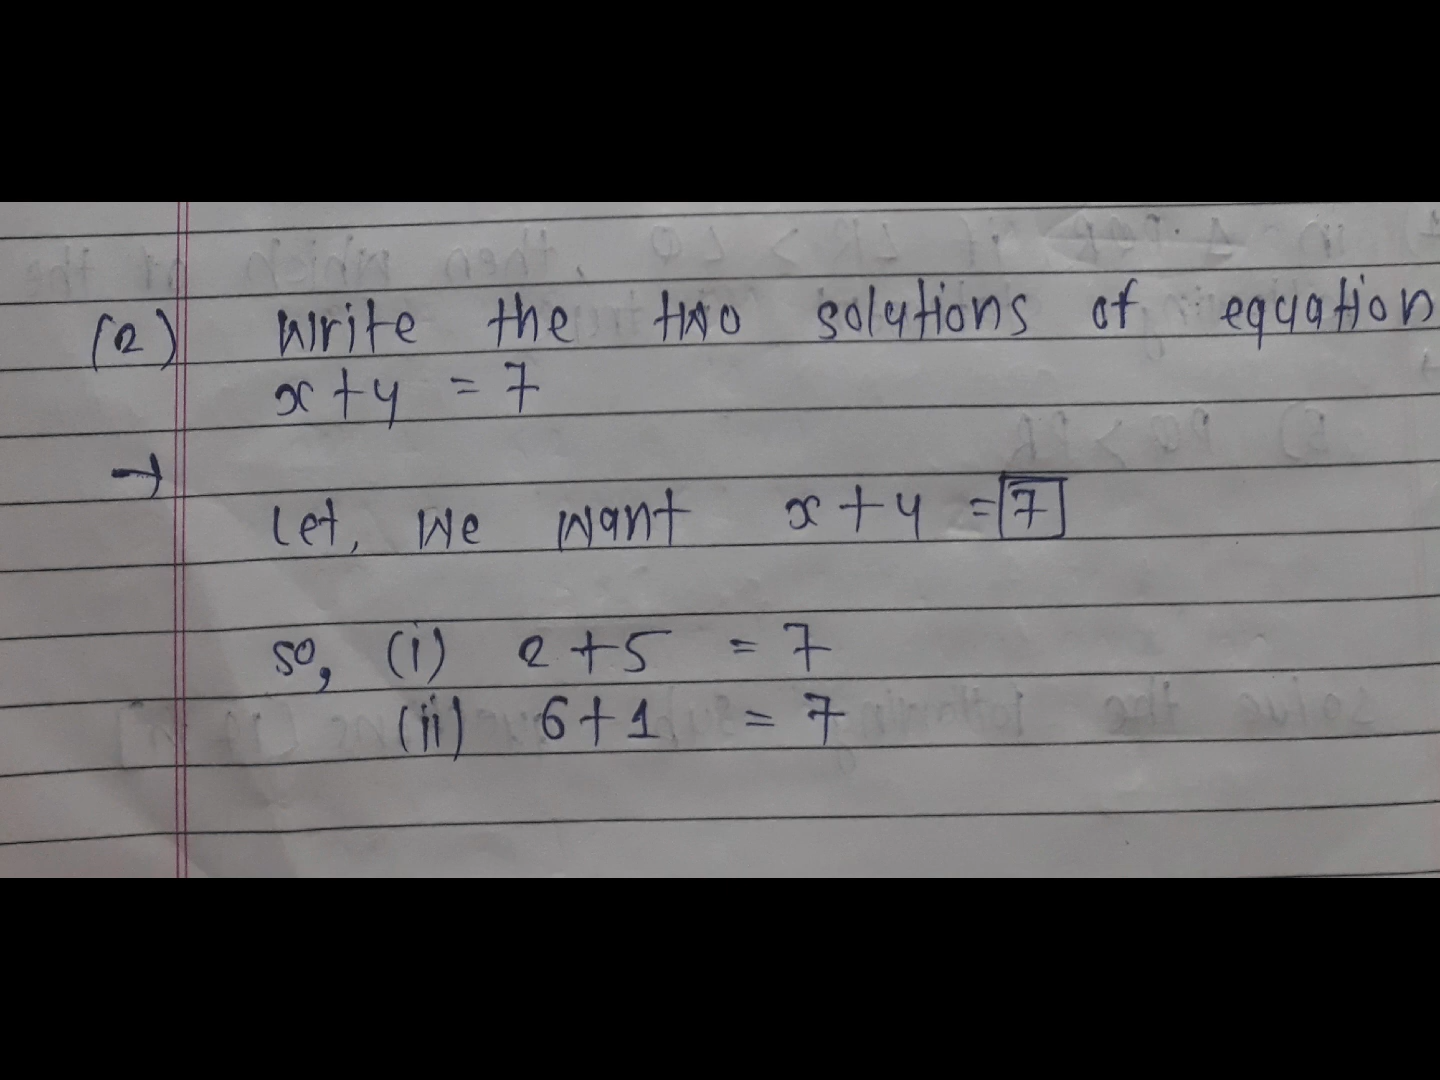 (2) Write the two solutions of equation
x + y = 7
→
Let, we want x + y = 7
so, (i) 2 + 5 = 7
(ii) 6 + 1 = 7